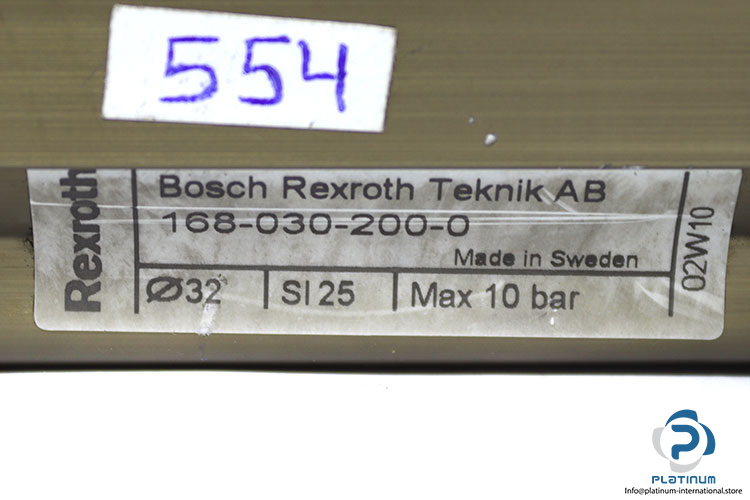 554
Rexroth
Bosch Rexroth Teknik AB
168-030-200-0
Made in Sweden
Ø32 SI 25 Max 10 bar
02W10
PLATINUM
Info@platinum-international.store